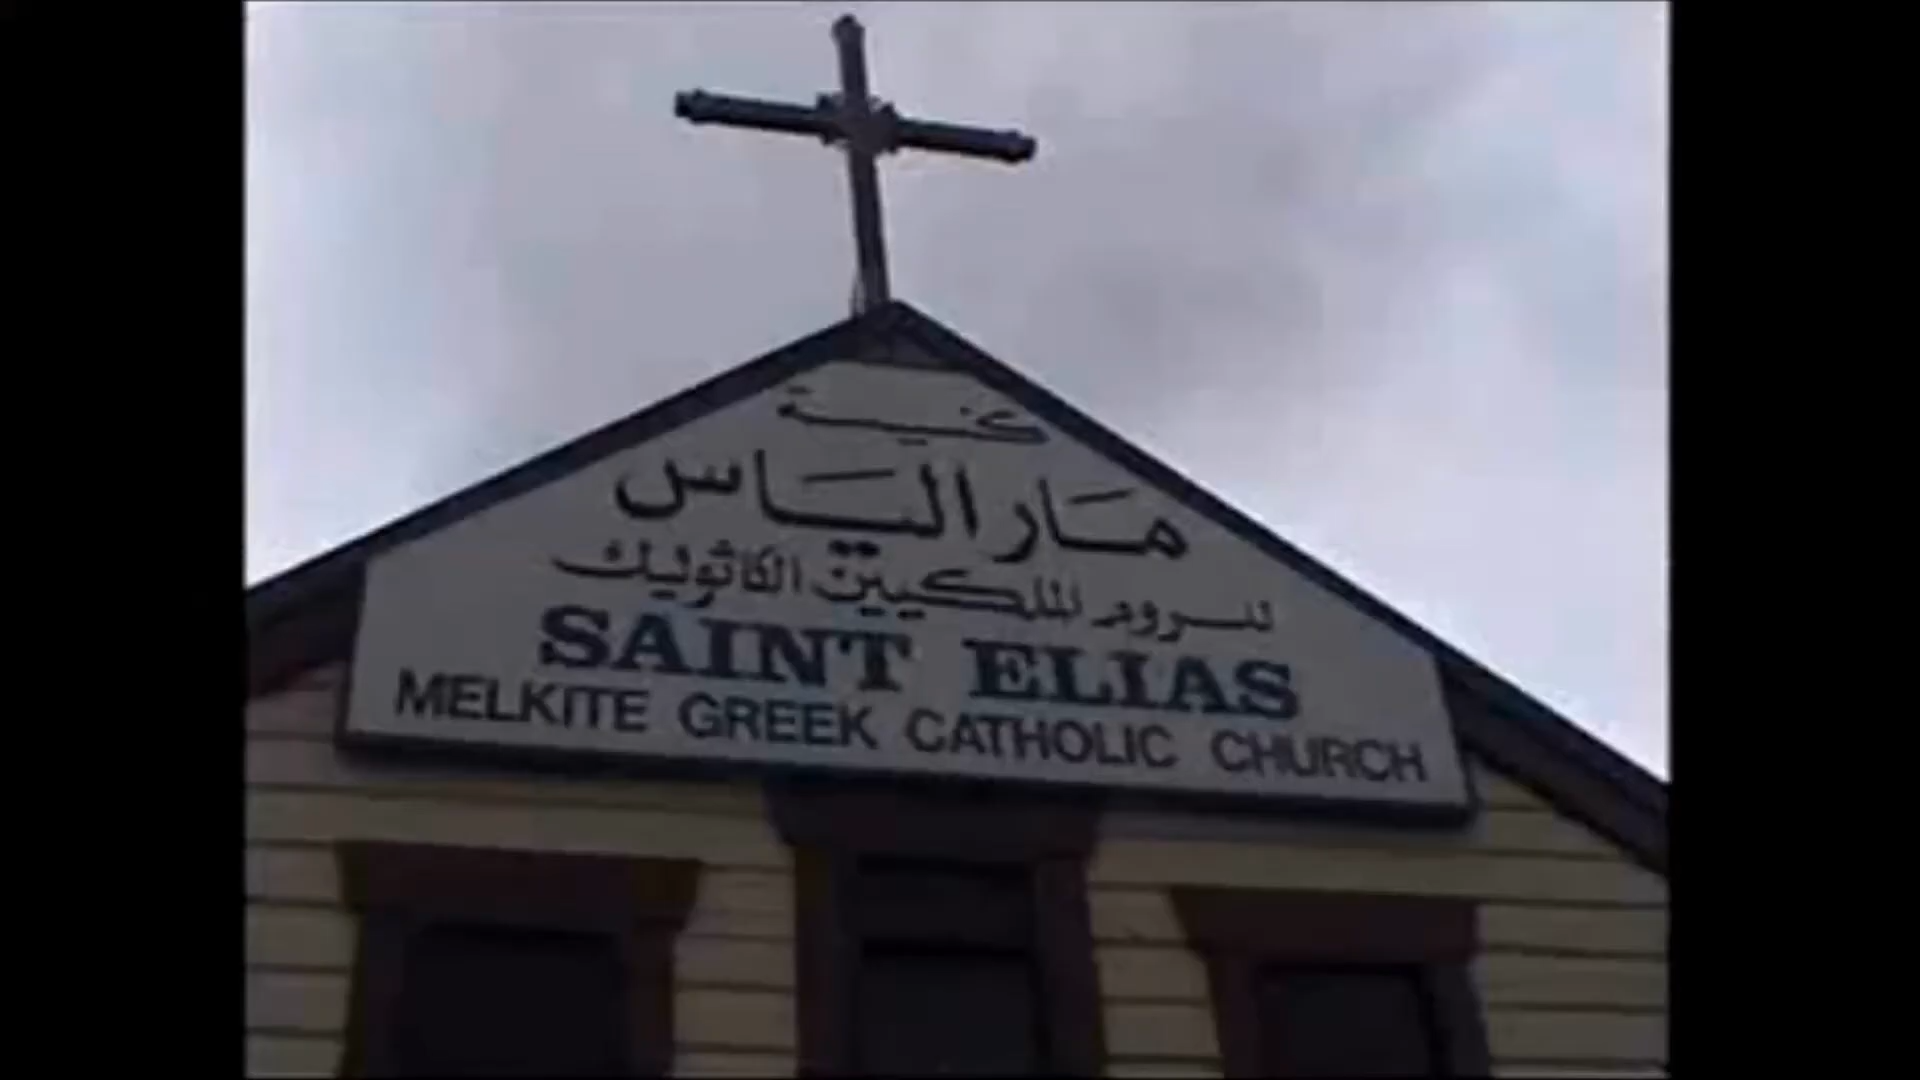 كنيسة
مار الياس
للروم الملكيين الكاثوليك
SAINT ELIAS
MELKITE GREEK CATHOLIC CHURCH